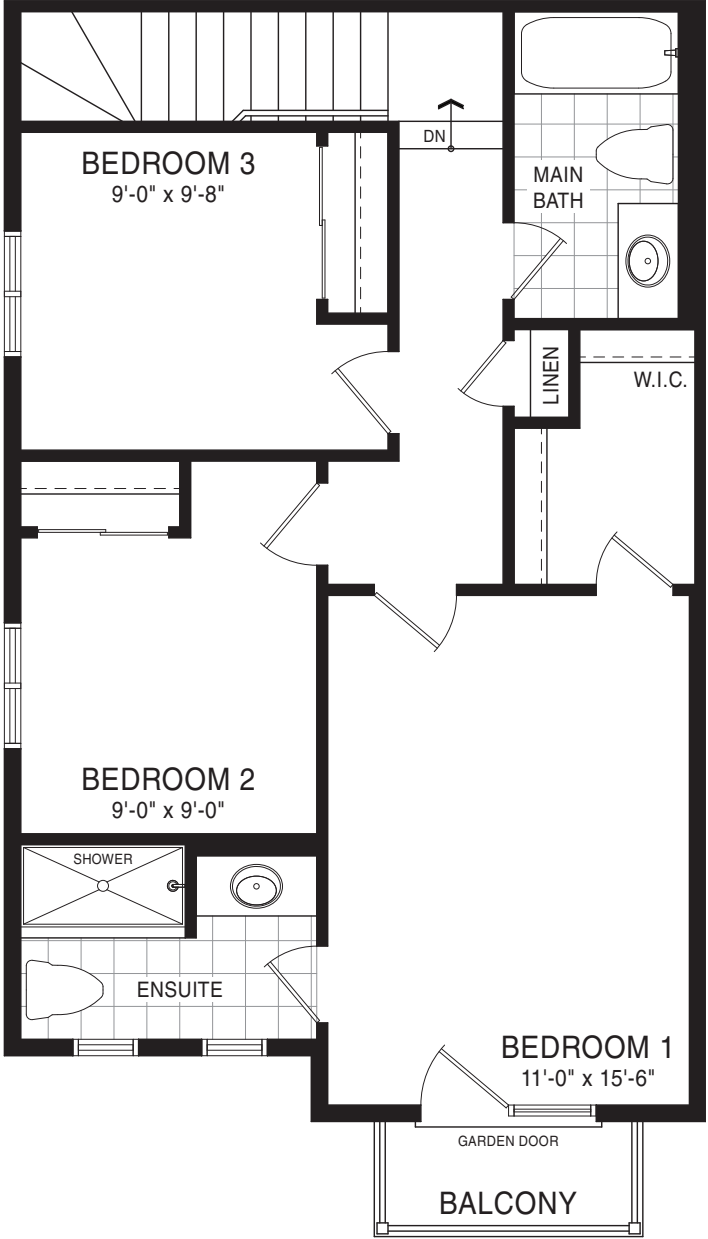 BEDROOM 3
9'-0" x 9'-8"
DN
MAIN
BATH
LINEN
W.I.C.
BEDROOM 2
9'-0" x 9'-0"
SHOWER
ENSUITE
BEDROOM 1
11'-0" x 15'-6"
GARDEN DOOR
BALCONY